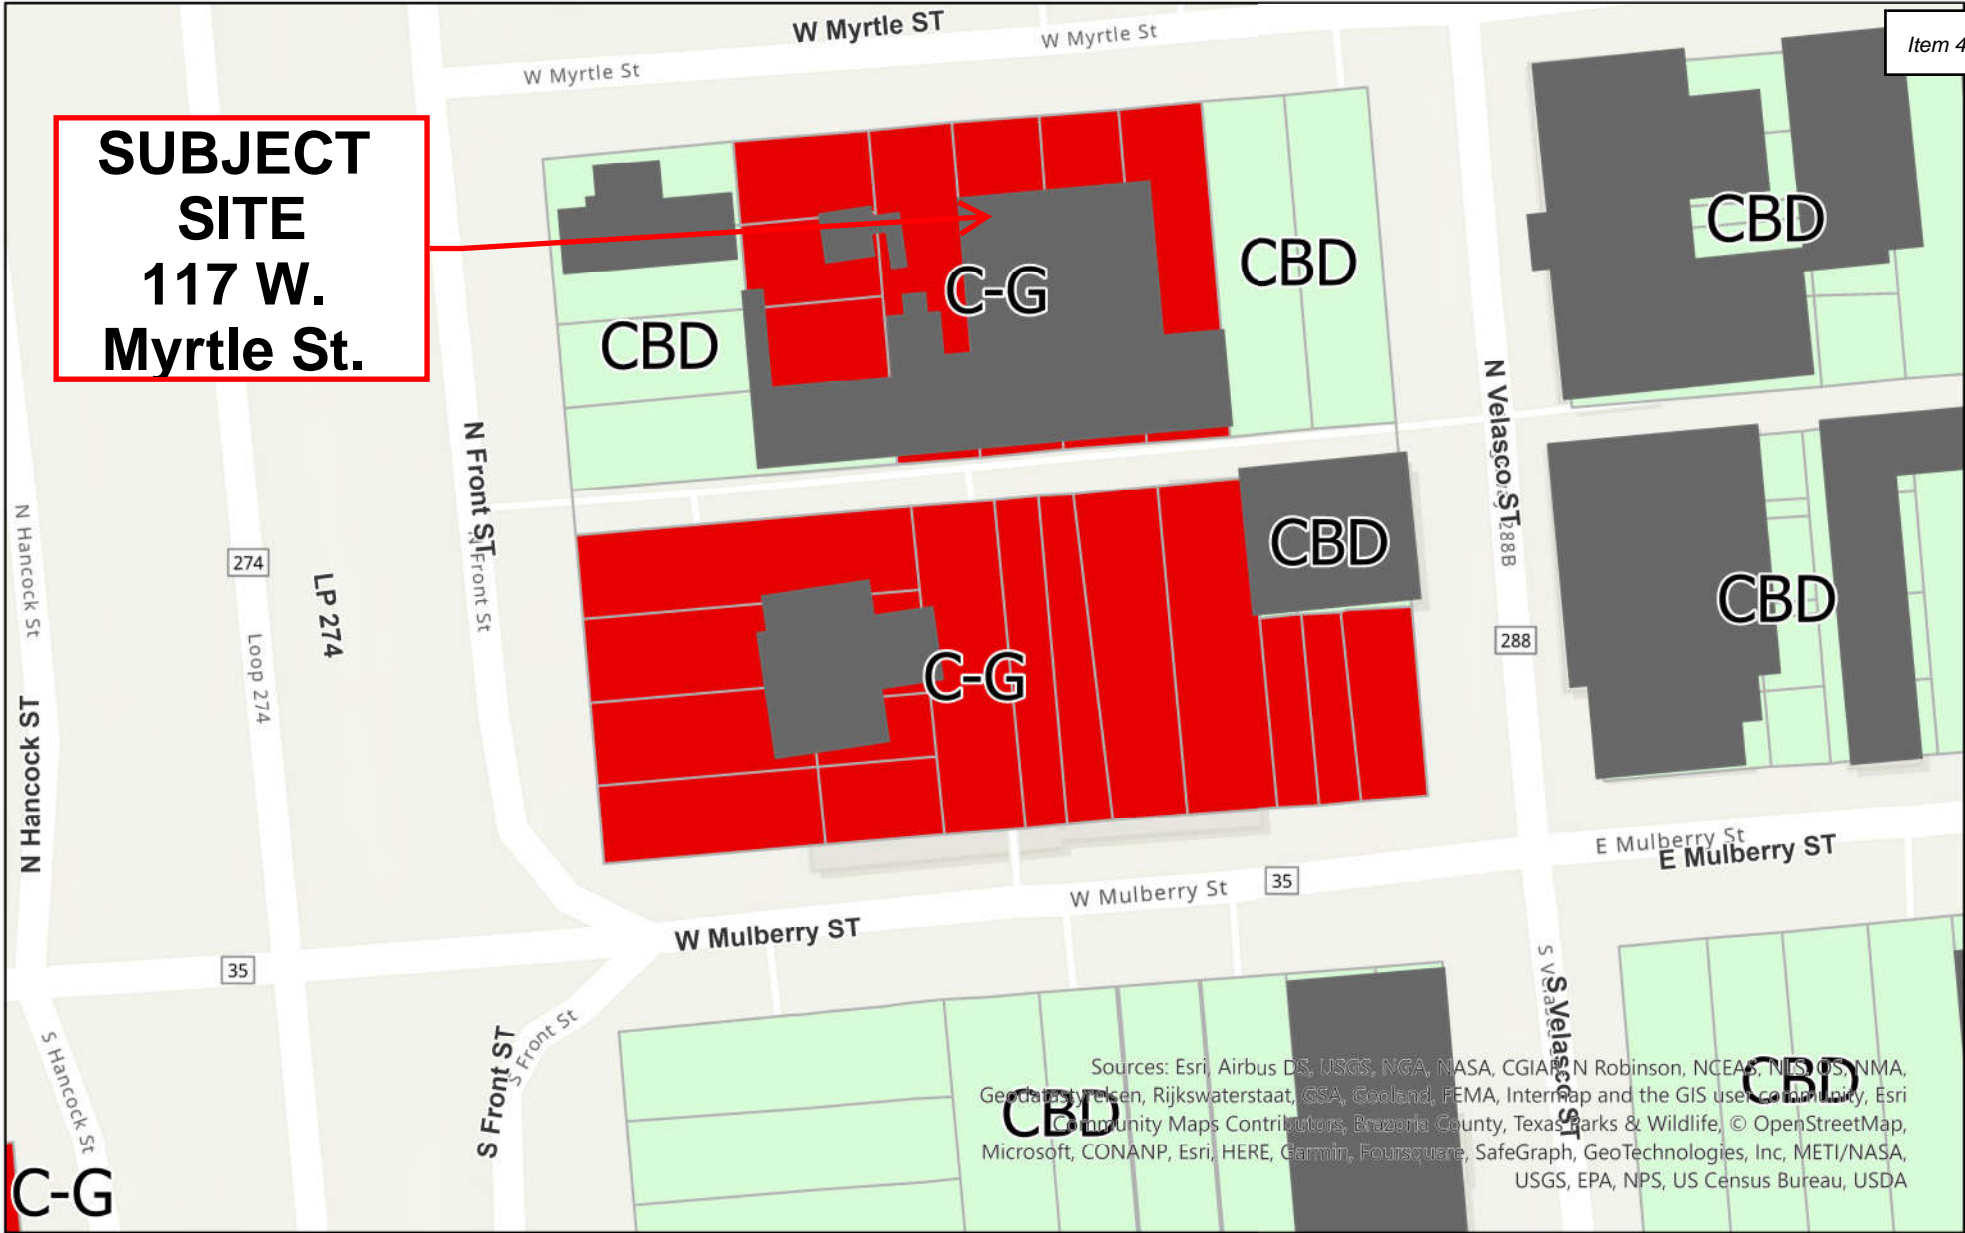 W Myrtle ST
W Myrtle St
W Myrtle St
Item 4
SUBJECT
SITE
117 W.
Myrtle St.
CBD
CBD
C-G
CBD
N Front ST
N Front St
N Velasco ST
288B
N Hancock St
274
LP 274
Loop 274
CBD
CBD
288
C-G
N Hancock ST
E Mulberry St
E Mulberry ST
35
W Mulberry St
W Mulberry ST
35
S Velasco ST
S Front ST
S Front St
S Hancock St
CBD
CBD
C-G
Sources: Esri, Airbus DS, USGS, NGA, NASA, CGIAR, N Robinson, NCEAS, NLS, OS, NMA,
Geodatastyrelsen, Rijkswaterstaat, GSA, Geoland, FEMA, Intermap and the GIS user community, Esri
Community Maps Contributors, Brazoria County, Texas Parks & Wildlife, © OpenStreetMap,
Microsoft, CONANP, Esri, HERE, Garmin, Foursquare, SafeGraph, GeoTechnologies, Inc, METI/NASA,
USGS, EPA, NPS, US Census Bureau, USDA